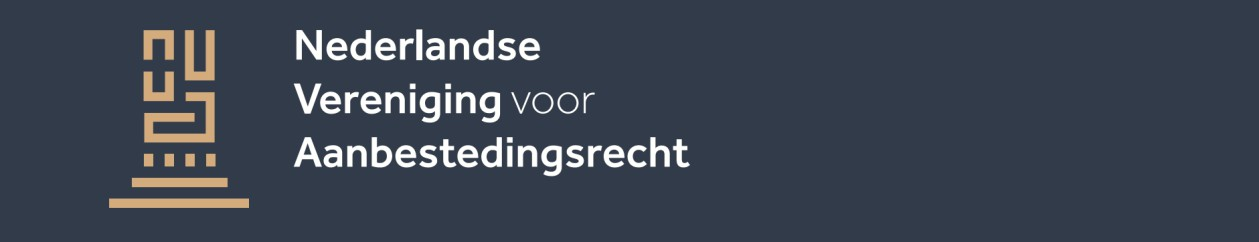 Nederlandse
Vereniging voor
Aanbestedingsrecht